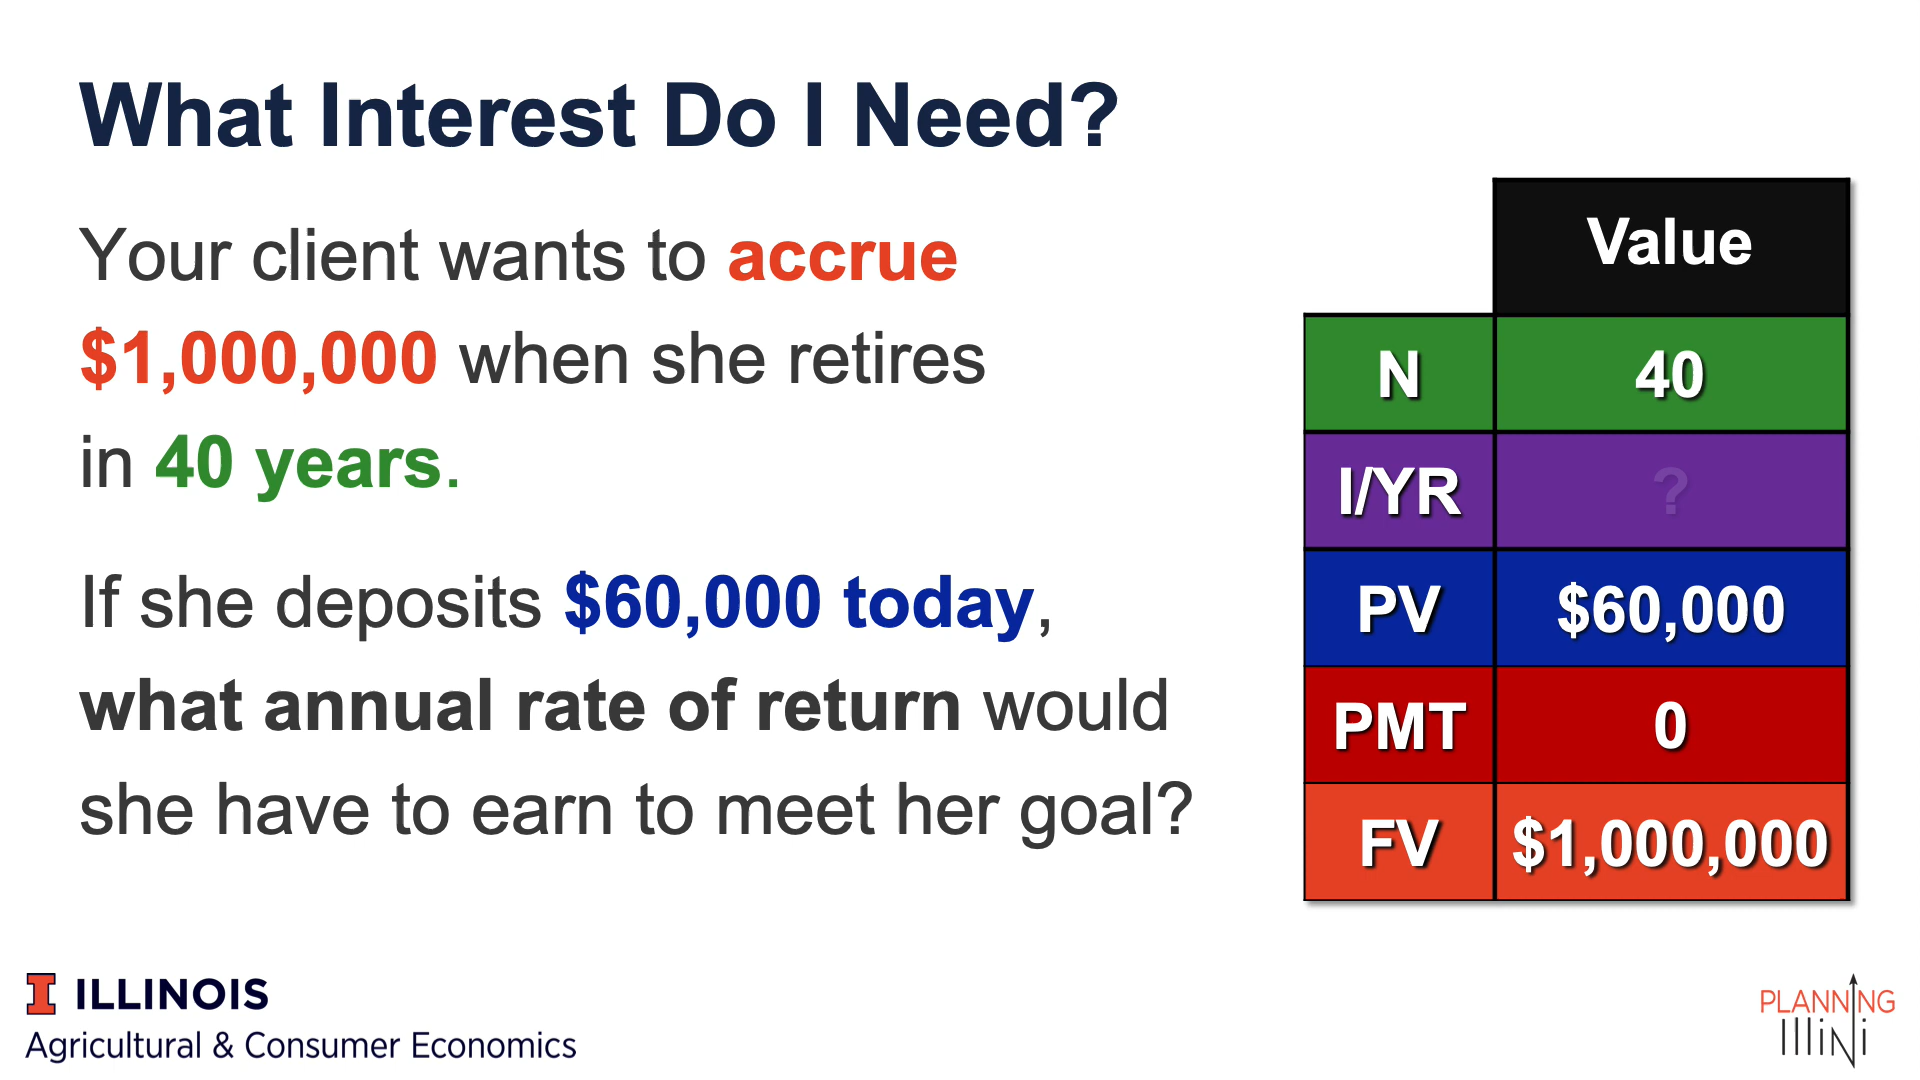 What Interest Do I Need?
Your client wants to accrue
$1,000,000 when she retires
in 40 years.
If she deposits $60,000 today,
what annual rate of return would
she have to earn to meet her goal?
Value
N 40
I/YR ?
PV $60,000
PMT 0
FV $1,000,000
I ILLINOIS
Agricultural & Consumer Economics
PLANNING
illiNi